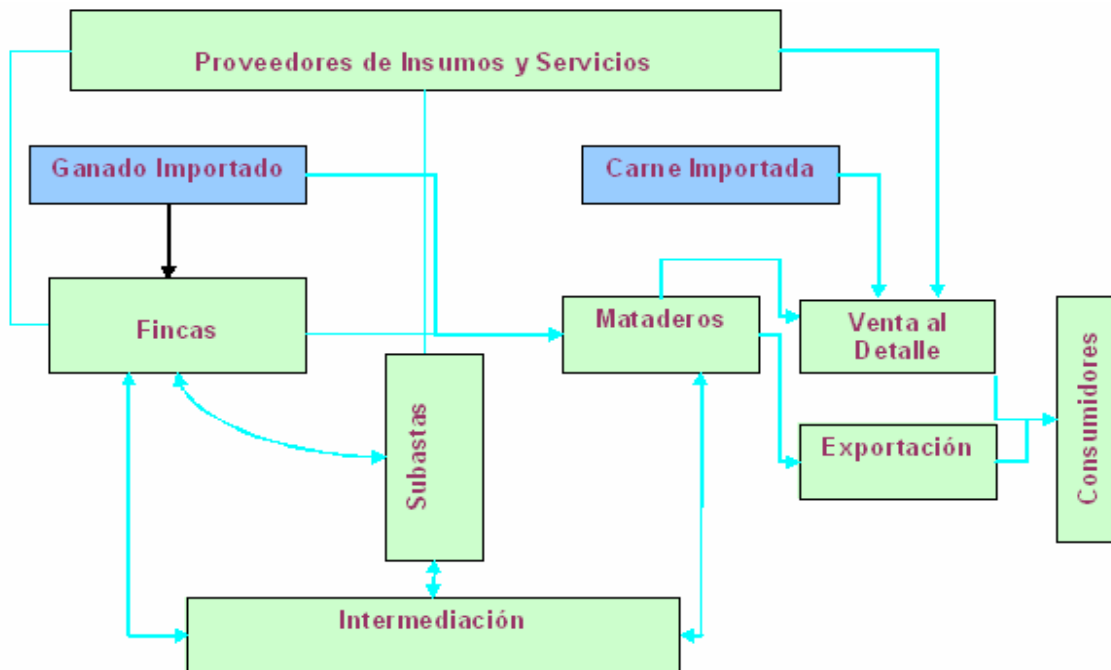 Proveedores de Insumos y Servicios
Ganado Importado
Carne Importada
Fincas
Mataderos
Venta al
Detalle
Subastas
Exportación
Consumidores
Intermediación